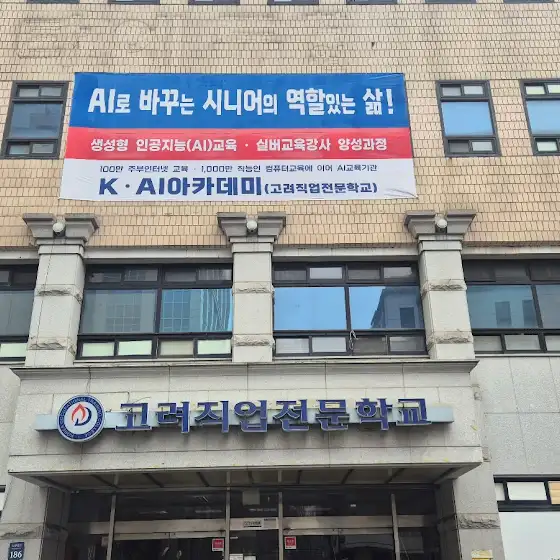 AI로 바꾸는 시니어의 역할있는 삶!
생성형 인공지능(AI)교육 · 실버교육강사 양성과정
100만 주부인터넷 교육 · 1,000만 직능인 컴퓨터교육에 이어 AI교육기관
K · AI아카데미(고려직업전문학교)
고려직업전문학교
186